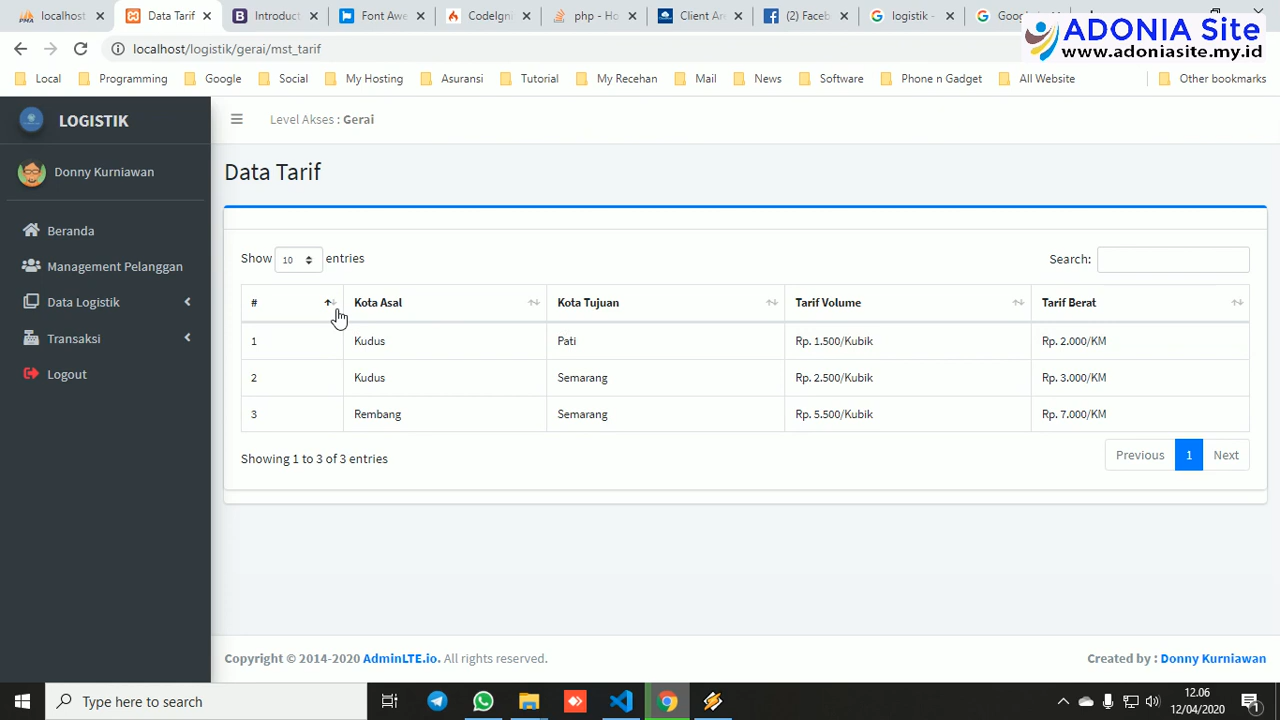 localhost
Data Tarif
Introduct
Font Awe
CodeIgn
php - Ho
Client A
(2) Faceb
logistik -
ADONIA Site
www.adoniasite.my.id
localhost/logistik/gerai/mst_tarif
Local Programming Google Social My Hosting Asuransi Tutorial My Recehan Mail News Software Phone n Gadget All Website Other bookmarks
LOGISTIK
Level Akses : Gerai
Donny Kurniawan
Beranda
Management Pelanggan
Data Logistik
Transaksi
Logout
Data Tarif
Show 10 entries
Search:
# Kota Asal Kota Tujuan Tarif Volume Tarif Berat
1 Kudus Pati Rp. 1.500/Kubik Rp. 2.000/KM
2 Kudus Semarang Rp. 2.500/Kubik Rp. 3.000/KM
3 Rembang Semarang Rp. 5.500/Kubik Rp. 7.000/KM
Showing 1 to 3 of 3 entries
Previous 1 Next
Copyright © 2014-2020 AdminLTE.io. All rights reserved.
Created by : Donny Kurniawan
Type here to search
12.06
12/04/2020
1